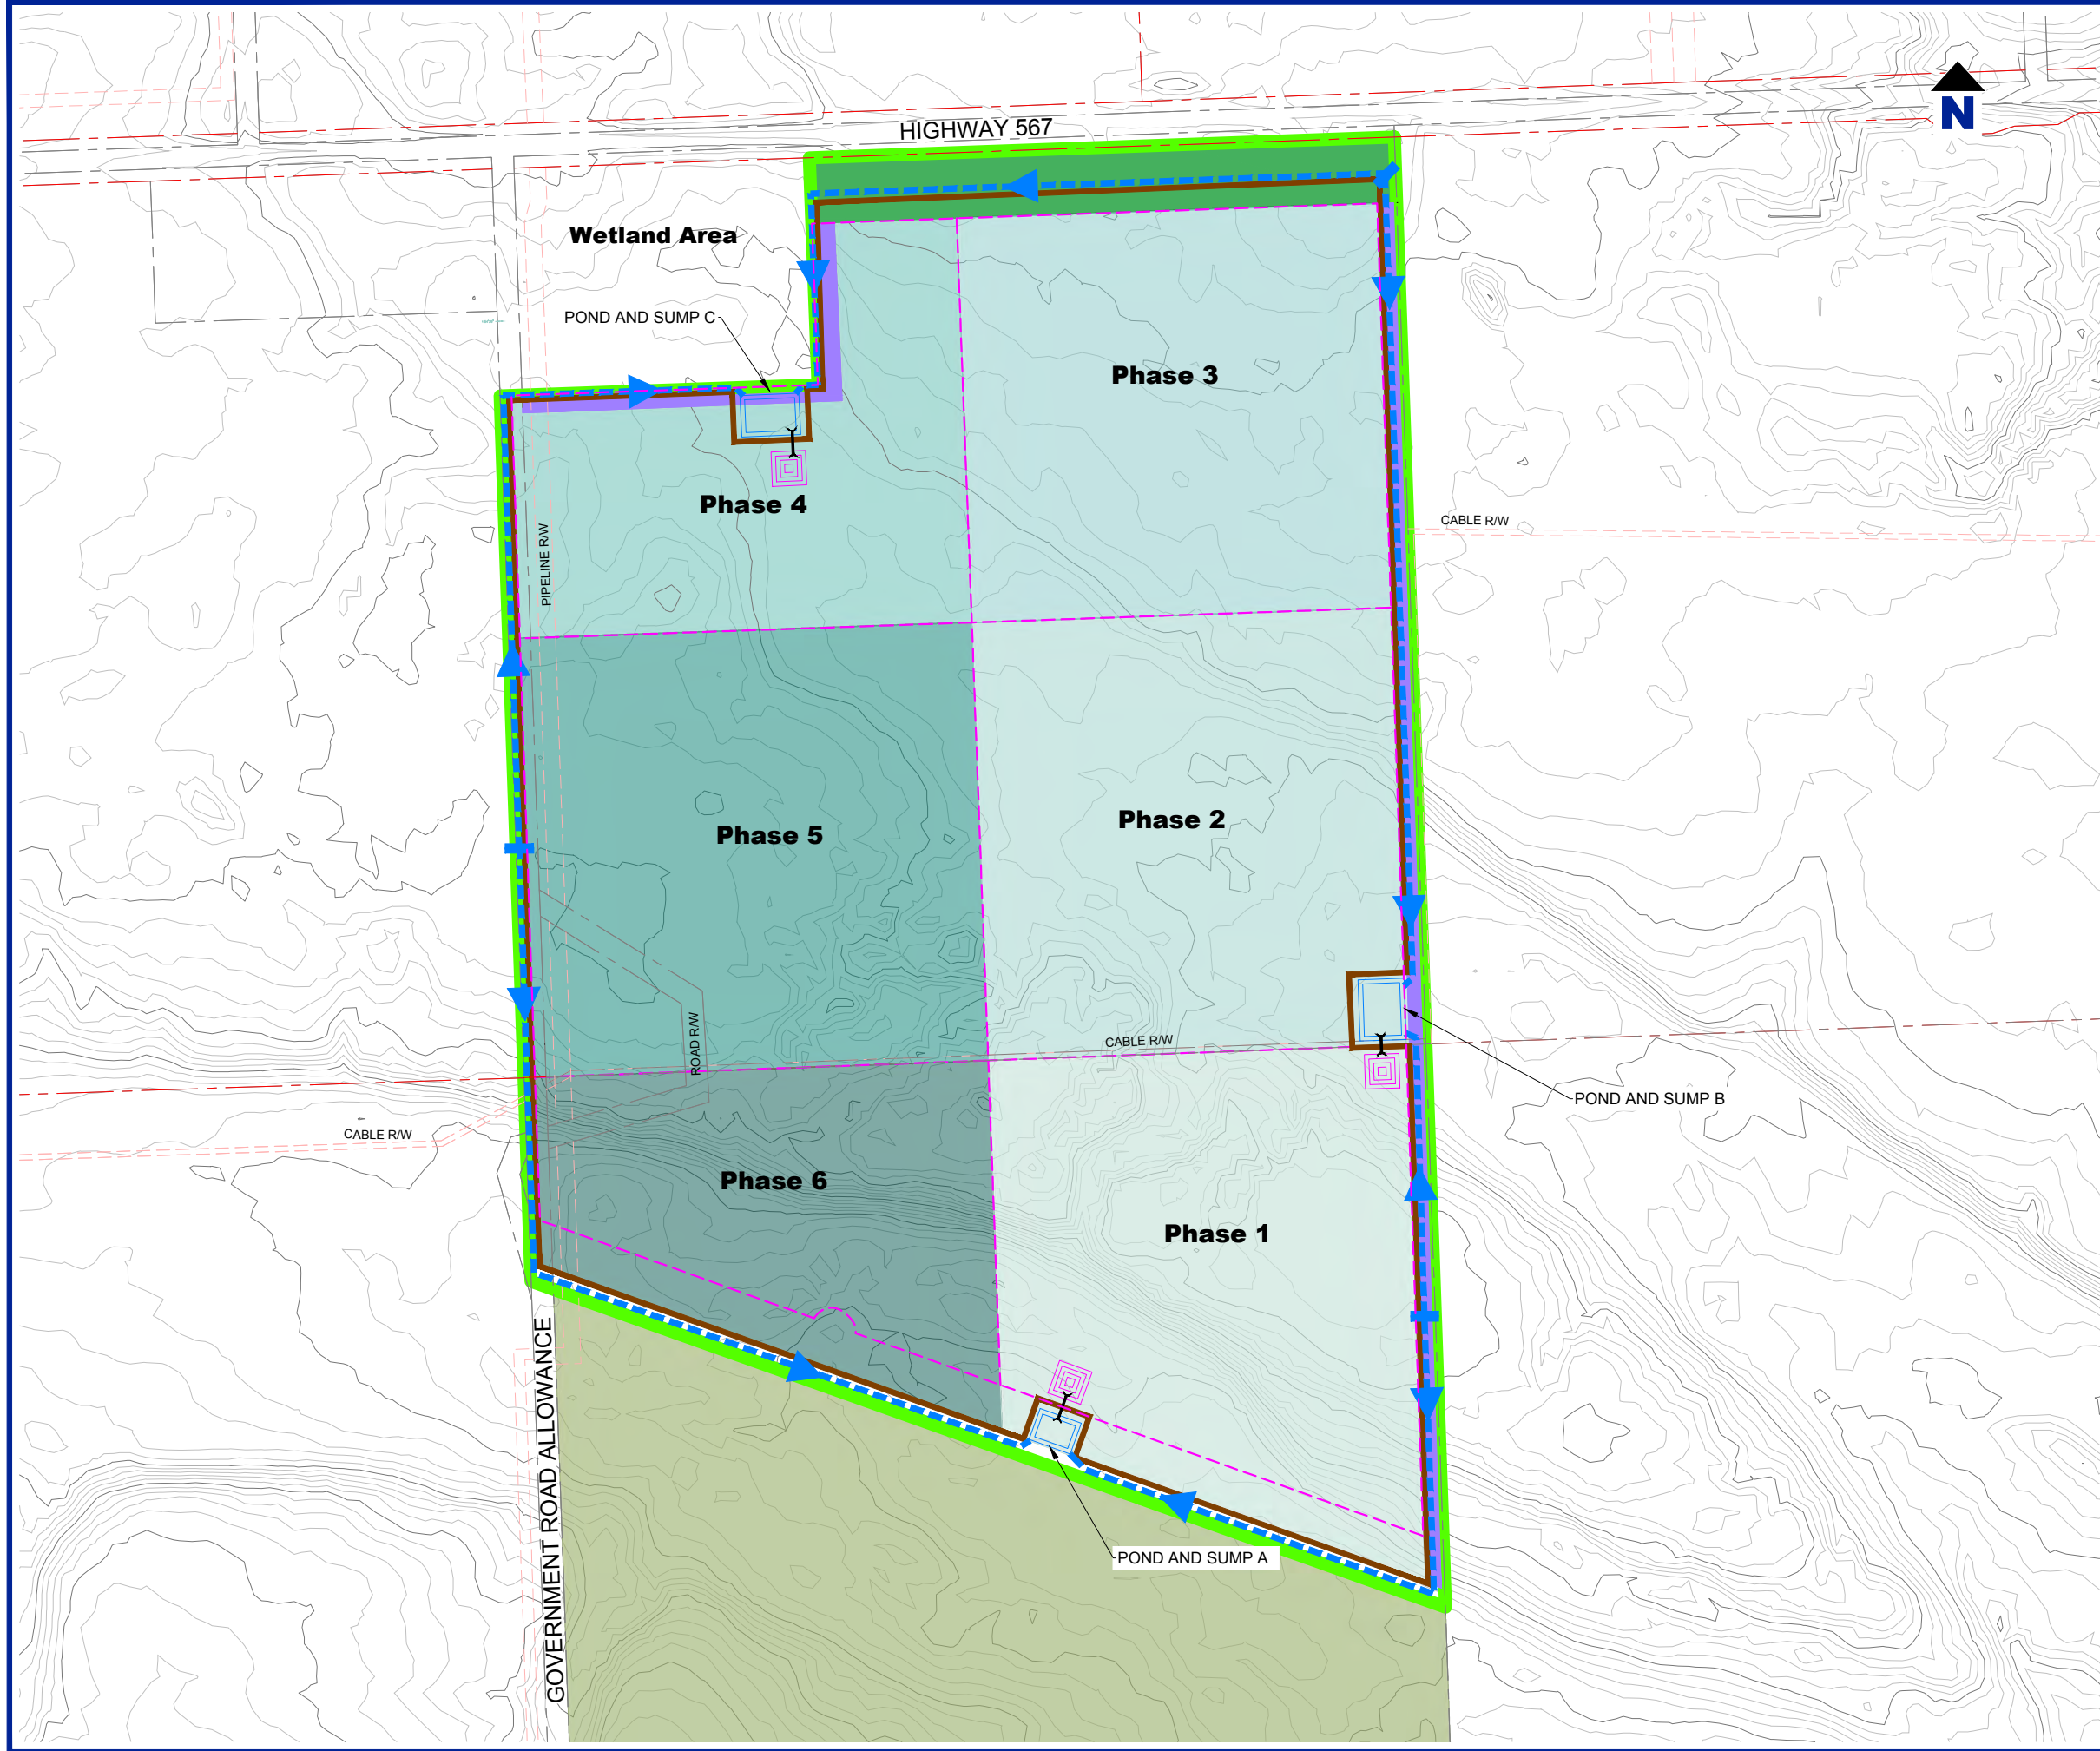 HIGHWAY 567
N
Wetland Area
POND AND SUMP C
Phase 3
Phase 4
CABLE R/W
PIPELINE R/W
Phase 2
Phase 5
ROAD R/W
CABLE R/W
POND AND SUMP B
CABLE R/W
Phase 6
Phase 1
GOVERNMENT ROAD ALLOWANCE
POND AND SUMP A